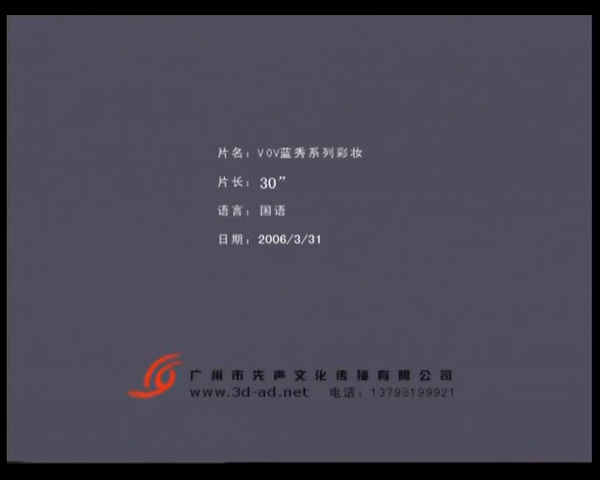 片名：VOV蓝秀系列彩妆
片长：30”
语言：国语
日期：2006/3/31
广州市先声文化传播有限公司
www.3d-ad.net 电话：13798199921